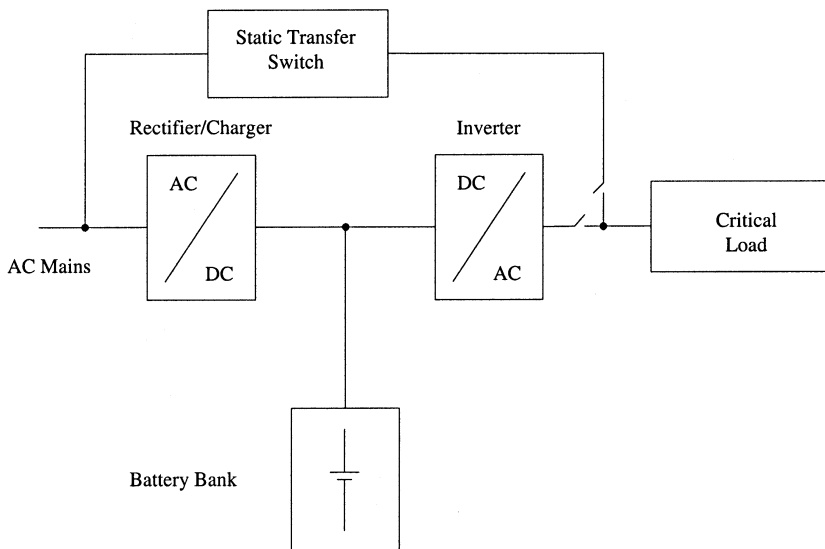 Static Transfer
Switch
Rectifier/Charger
Inverter
AC
DC
DC
AC
AC Mains
Critical
Load
Battery Bank